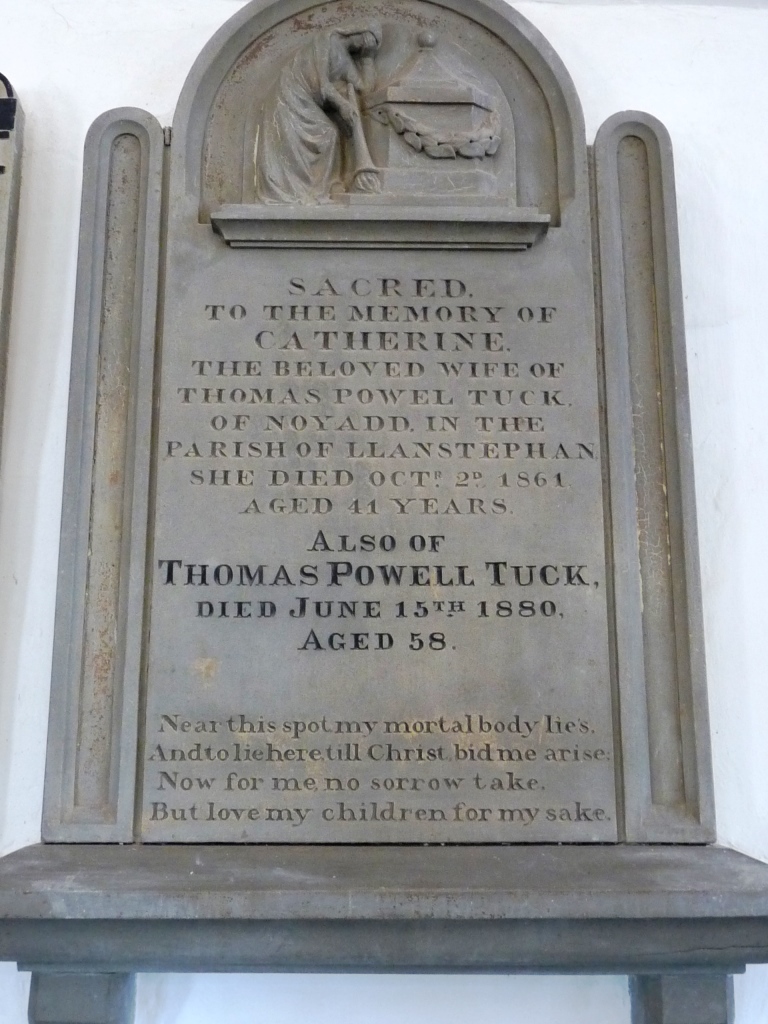 SACRED.
TO THE MEMORY OF
CATHERINE.
THE BELOVED WIFE OF
THOMAS POWEL TUCK.
OF NOYADD. IN THE
PARISH OF LLANSTEPHAN
SHE DIED OCTR. 2D. 1861
AGED 41 YEARS.
ALSO OF
THOMAS POWELL TUCK,
DIED JUNE 15TH 1880,
AGED 58.
Near this spot my mortal body lie's.
And to lie here, till Christ bid me arise;
Now for me, no sorrow take.
But love my children for my sake.